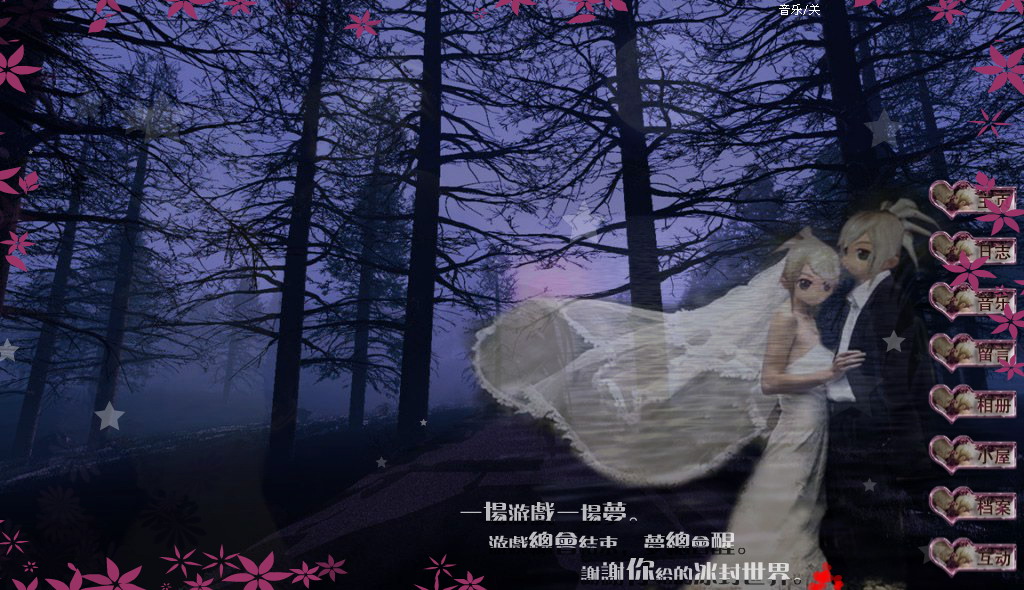 音乐/关
主页
日志
音乐
留言
相册
小屋
档案
互动
一場游戲一場夢。
游戲總會結束 夢總會醒。
謝謝你給的冰封世界。